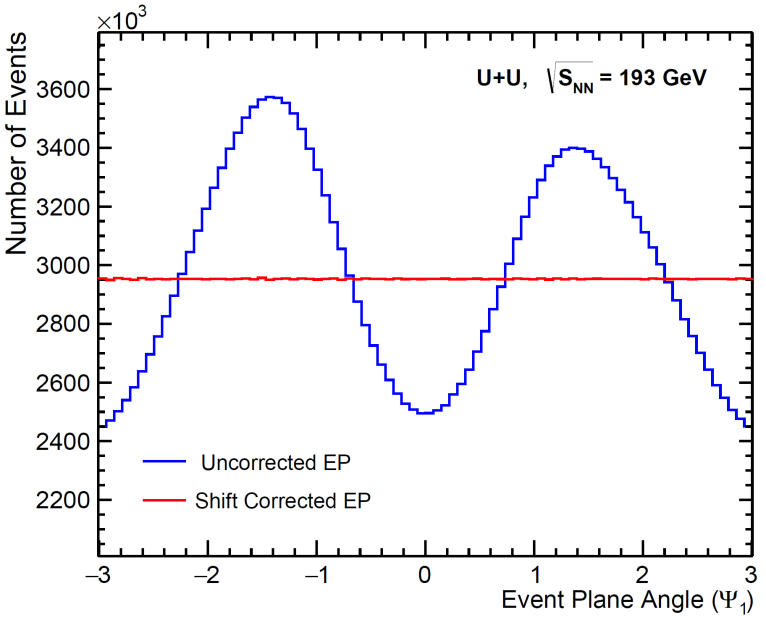 ×10³
Number of Events
3600
3400
3200
3000
2800
2600
2400
2200
U+U, √S_NN = 193 GeV
Uncorrected EP
Shift Corrected EP
−3 −2 −1 0 1 2 3
Event Plane Angle (Ψ₁)